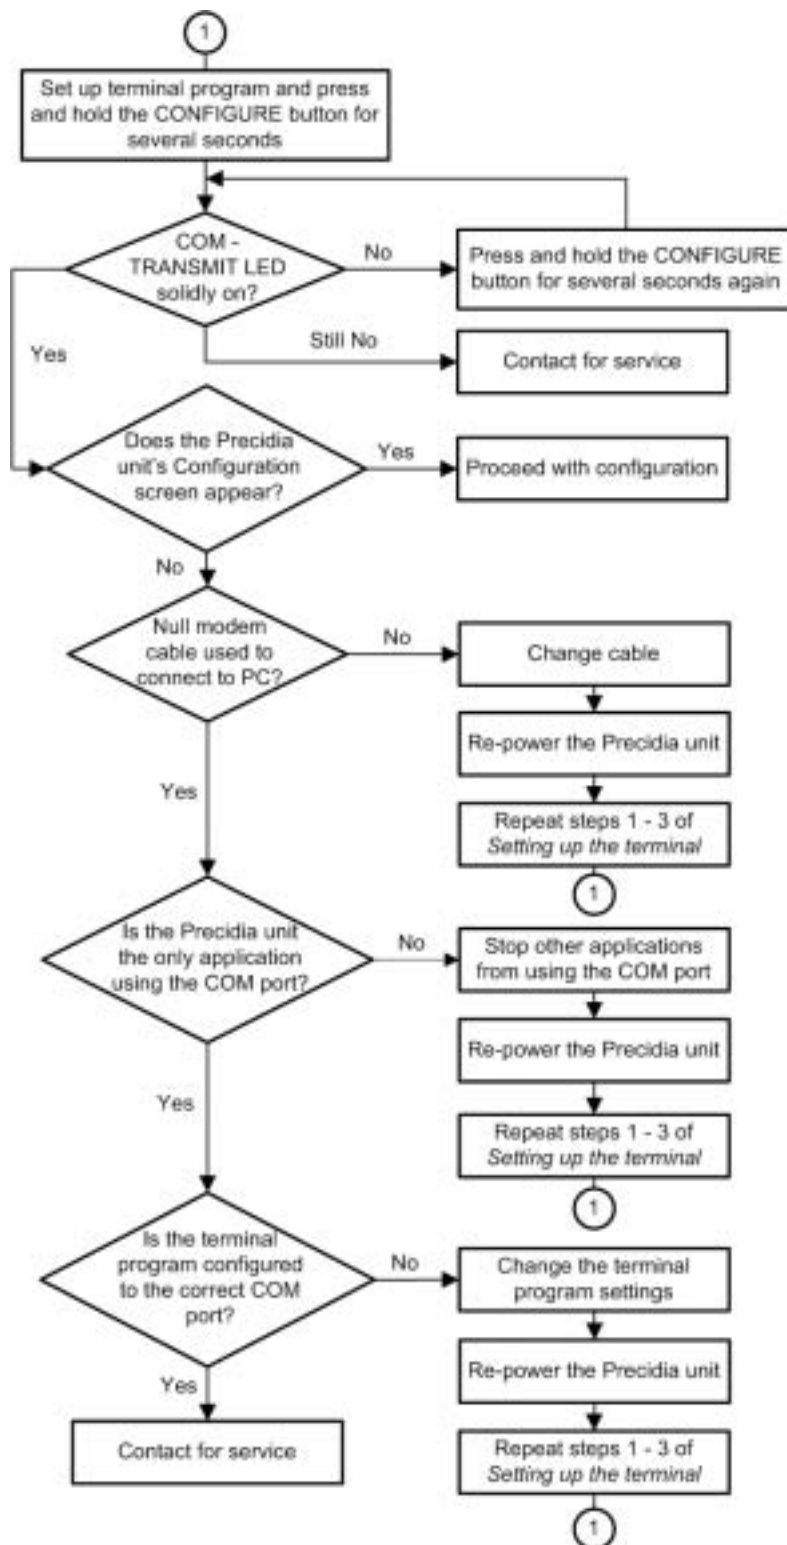 1
Set up terminal program and press
and hold the CONFIGURE button for
several seconds
COM -
TRANSMIT LED
solidly on?
No
Press and hold the CONFIGURE
button for several seconds again
Still No
Contact for service
Yes
Does the Precidia
unit's Configuration
screen appear?
Yes
Proceed with configuration
No
Null modem
cable used to
connect to PC?
No
Change cable
Re-power the Precidia unit
Repeat steps 1 - 3 of
Setting up the terminal
1
Yes
Is the Precidia unit
the only application
using the COM port?
No
Stop other applications
from using the COM port
Re-power the Precidia unit
Repeat steps 1 - 3 of
Setting up the terminal
1
Yes
Is the terminal
program configured
to the correct COM
port?
No
Change the terminal
program settings
Re-power the Precidia unit
Repeat steps 1 - 3 of
Setting up the terminal
1
Yes
Contact for service